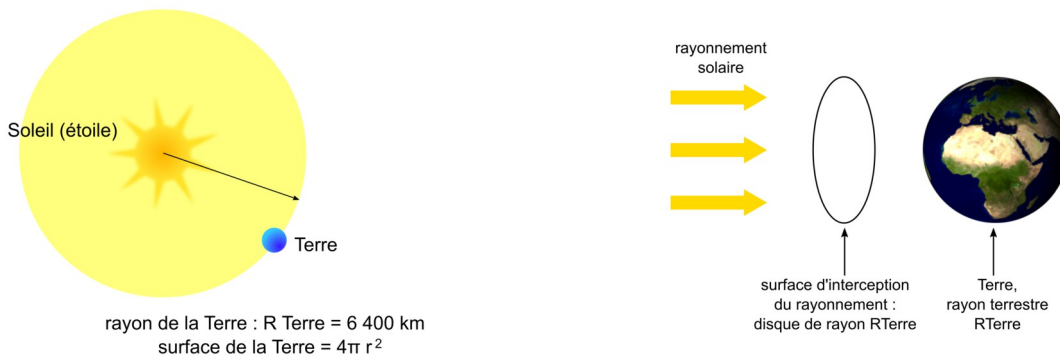 Soleil (étoile)
Terre
rayon de la Terre : R Terre = 6 400 km
surface de la Terre = 4π r²
rayonnement
solaire
surface d'interception
du rayonnement :
disque de rayon RTerre
Terre,
rayon terrestre
RTerre